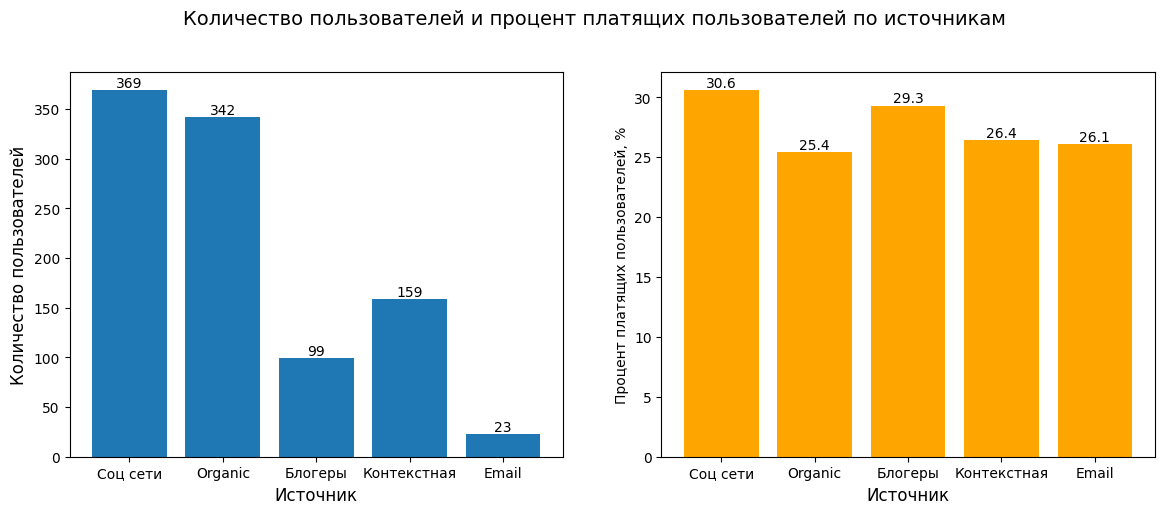 Количество пользователей и процент платящих пользователей по источникам
Количество пользователей
350
300
250
200
150
100
50
0
369
342
99
159
23
Соц сети
Organic
Блогеры
Контекстная
Email
Источник
Процент платящих пользователей, %
30
25
20
15
10
5
0
30.6
25.4
29.3
26.4
26.1
Соц сети
Organic
Блогеры
Контекстная
Email
Источник